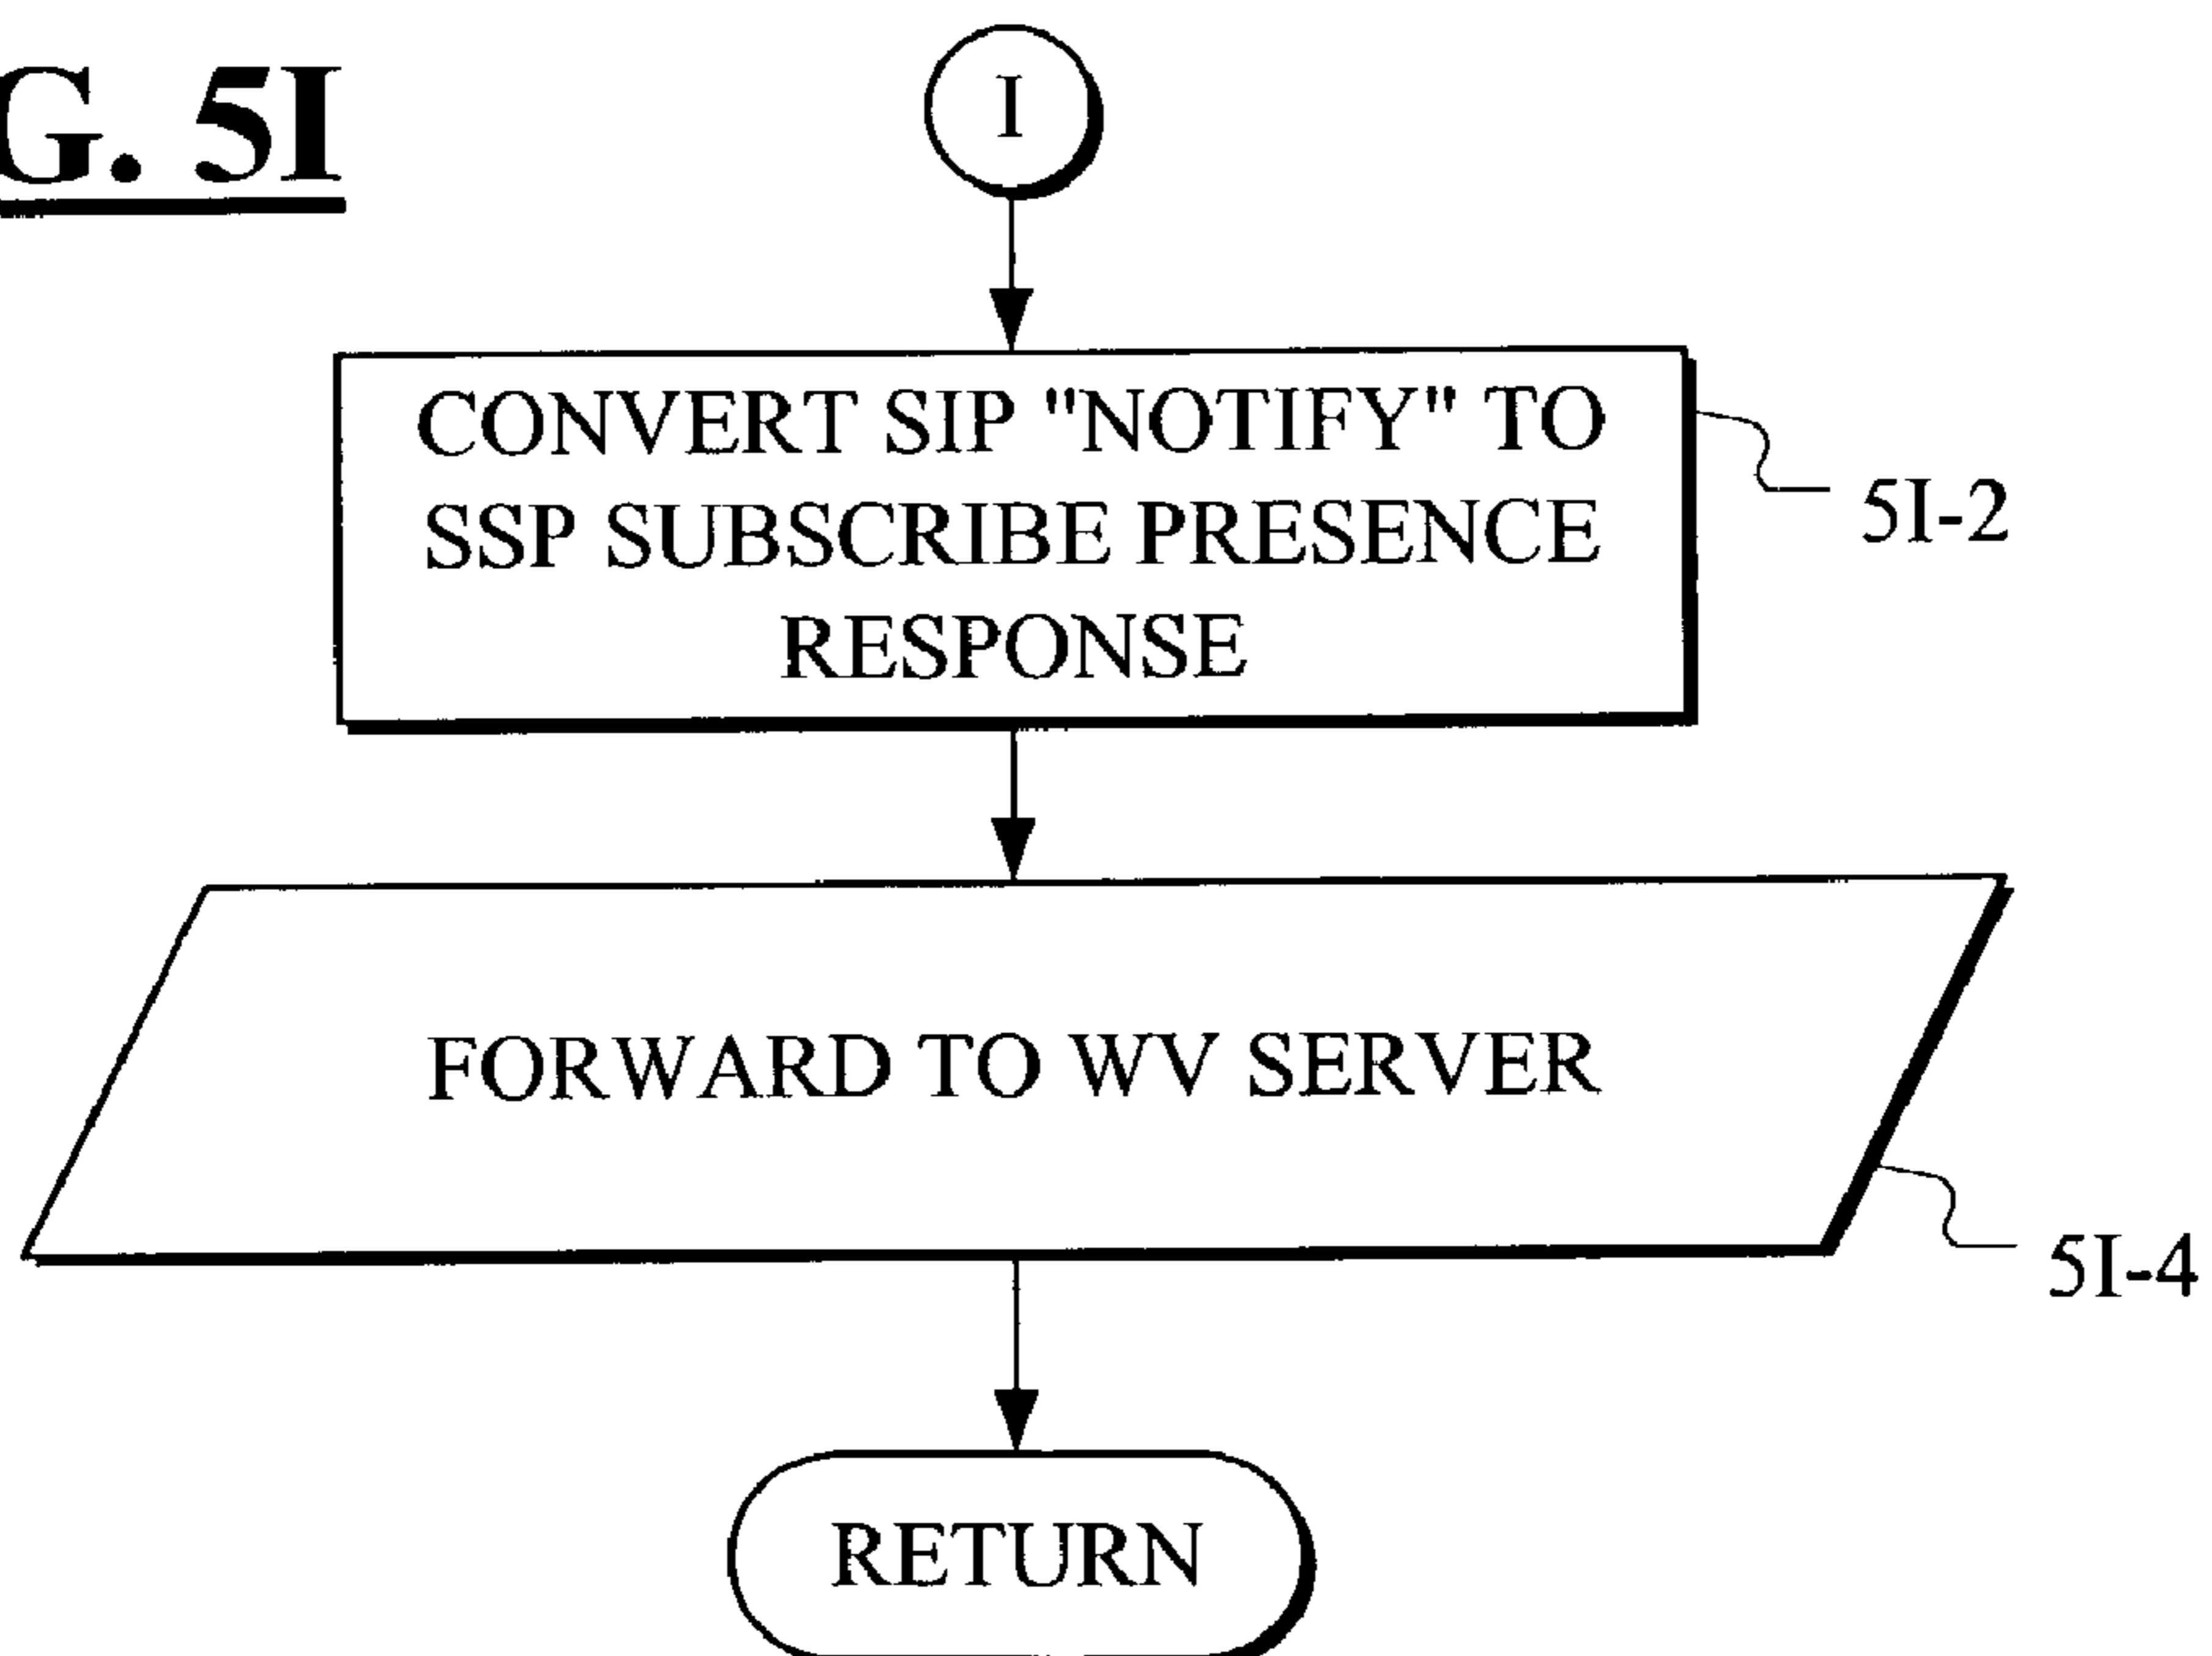 G. 5I
I
CONVERT SIP "NOTIFY" TO
SSP SUBSCRIBE PRESENCE
RESPONSE
5I-2
FORWARD TO WV SERVER
5I-4
RETURN